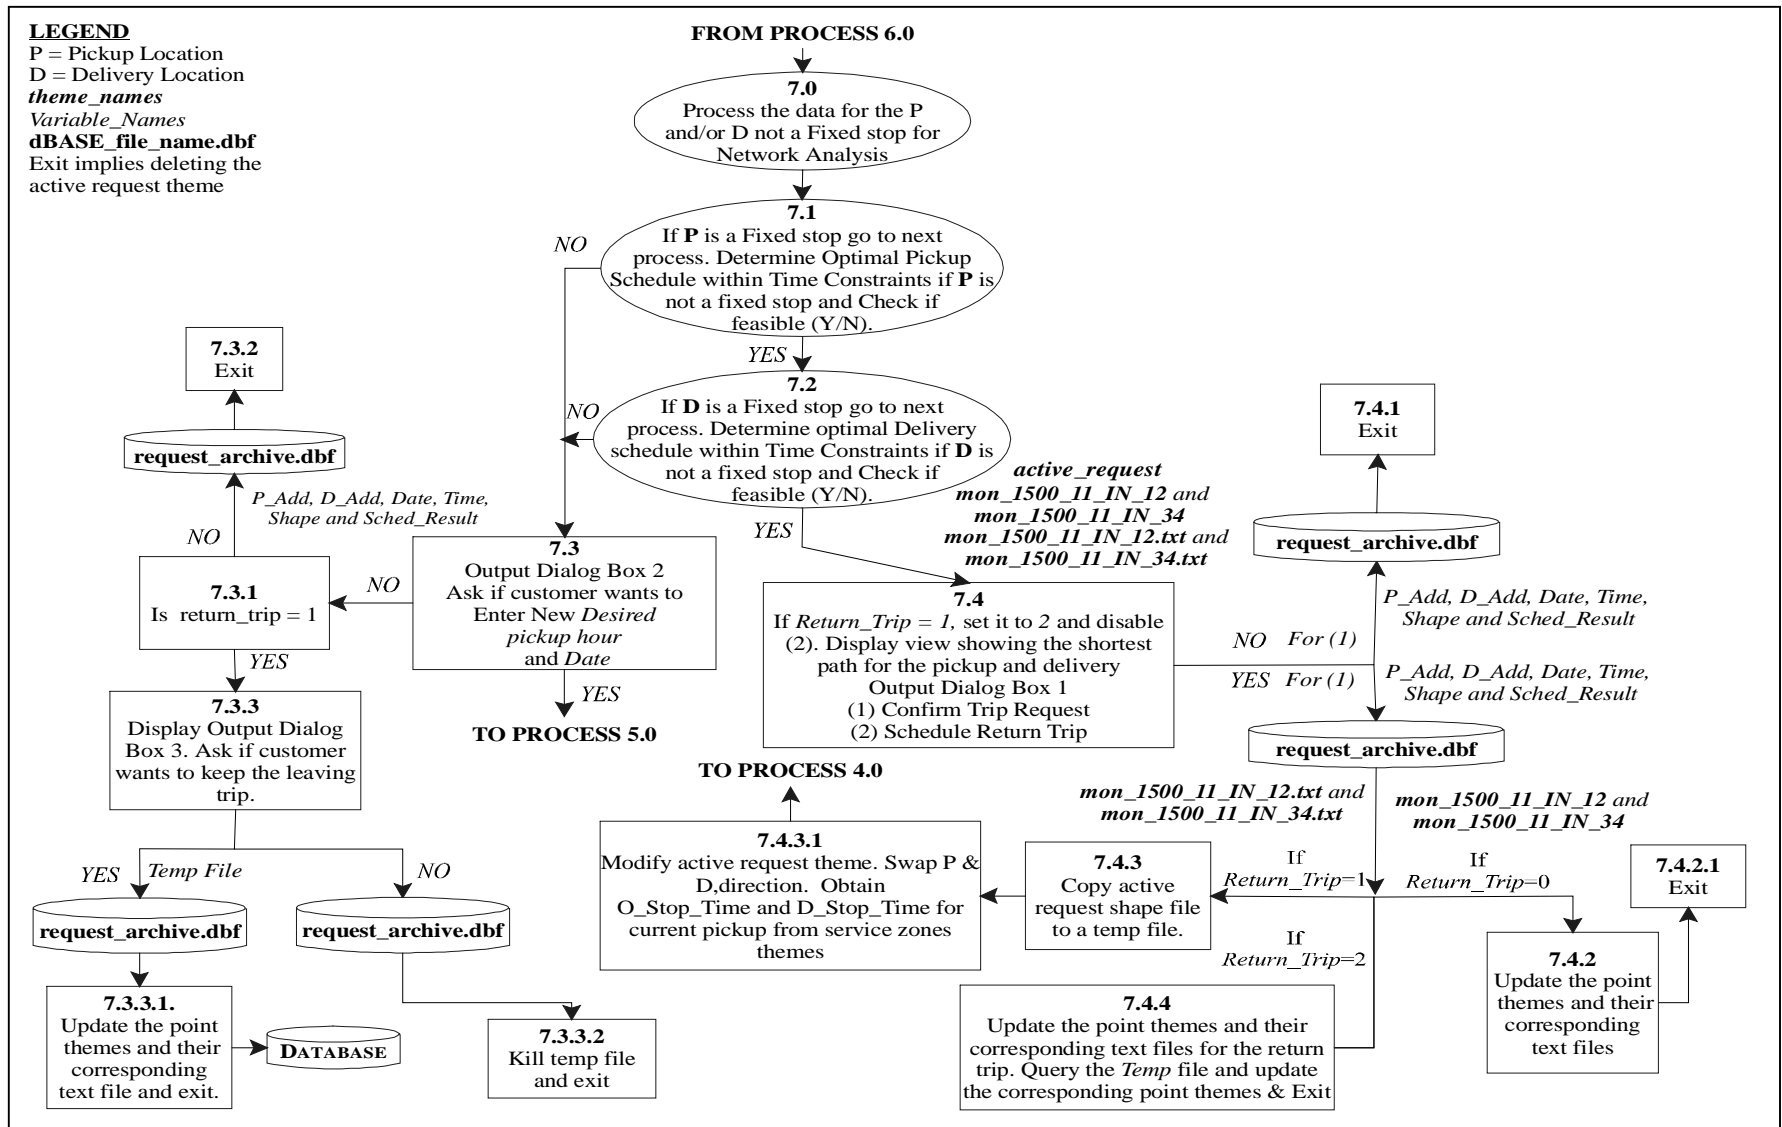 LEGEND
P = Pickup Location
D = Delivery Location
theme_names
Variable_Names
dBASE_file_name.dbf
Exit implies deleting the
active request theme
FROM PROCESS 6.0
7.0
Process the data for the P
and/or D not a Fixed stop for
Network Analysis
7.1
If P is a Fixed stop go to next
process. Determine Optimal Pickup
Schedule within Time Constraints if P is
not a fixed stop and Check if
feasible (Y/N).
NO
YES
7.2
If D is a Fixed stop go to next
process. Determine optimal Delivery
schedule within Time Constraints if D is
not a fixed stop and Check if
feasible (Y/N).
NO
YES
active_request
mon_1500_11_IN_12 and
mon_1500_11_IN_34
mon_1500_11_IN_12.txt and
mon_1500_11_IN_34.txt
7.3.2
Exit
request_archive.dbf
P_Add, D_Add, Date, Time,
Shape and Sched_Result
NO
7.3.1
Is return_trip = 1
NO
7.3
Output Dialog Box 2
Ask if customer wants to
Enter New Desired
pickup hour
and Date
YES
TO PROCESS 5.0
YES
7.3.3
Display Output Dialog
Box 3. Ask if customer
wants to keep the leaving
trip.
YES
Temp File
NO
request_archive.dbf
request_archive.dbf
7.3.3.1.
Update the point
themes and their
corresponding
text file and exit.
DATABASE
7.3.3.2
Kill temp file
and exit
7.4
If Return_Trip = 1, set it to 2 and disable
(2). Display view showing the shortest
path for the pickup and delivery
Output Dialog Box 1
(1) Confirm Trip Request
(2) Schedule Return Trip
7.4.1
Exit
request_archive.dbf
P_Add, D_Add, Date, Time,
Shape and Sched_Result
NO For (1)
YES For (1)
P_Add, D_Add, Date, Time,
Shape and Sched_Result
request_archive.dbf
mon_1500_11_IN_12.txt and
mon_1500_11_IN_34.txt
mon_1500_11_IN_12 and
mon_1500_11_IN_34
TO PROCESS 4.0
7.4.3.1
Modify active request theme. Swap P &
D,direction. Obtain
O_Stop_Time and D_Stop_Time for
current pickup from service zones
themes
7.4.3
Copy active
request shape file
to a temp file.
If
Return_Trip=1
If
Return_Trip=0
If
Return_Trip=2
7.4.2.1
Exit
7.4.2
Update the point
themes and their
corresponding
text files
7.4.4
Update the point themes and their
corresponding text files for the return
trip. Query the Temp file and update
the corresponding point themes & Exit